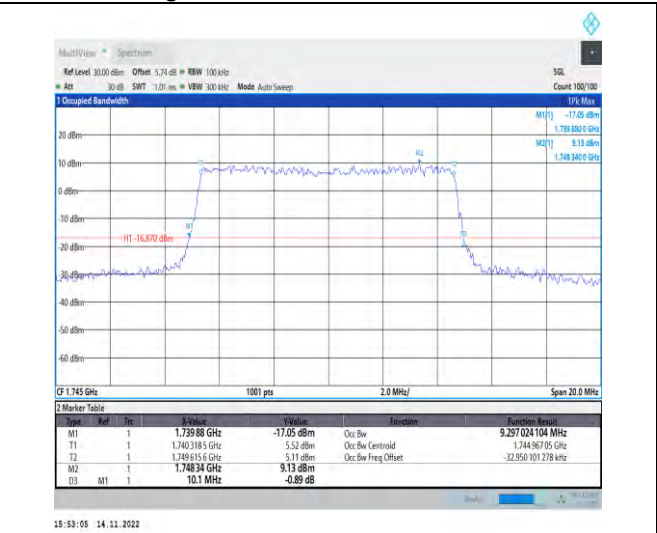 MultiView Spectrum
Ref Level 30.00 dBm Offset 5.74 dB RBW 100 kHz SGL
Att 30 dB SWT 1.01 ms VBW 300 kHz Mode Auto Sweep Count 100/100
1 Occupied Bandwidth 1Pk Max
M1[1] -17.05 dBm
1.739 880 0 GHz
20 dBm
M2[1] 9.13 dBm
1.748 340 0 GHz
M2
10 dBm
T1 T2
0 dBm
-10 dBm
M1
H1 -16.870 dBm
D3
-20 dBm
-30 dBm
-40 dBm
-50 dBm
-60 dBm
CF 1.745 GHz 1001 pts 2.0 MHz/ Span 20.0 MHz
2 Marker Table
Type Ref Trc X-Value Y-Value Function Function Result
M1 1 1.73988 GHz -17.05 dBm Occ Bw 9.297 024 104 MHz
T1 1 1.740 318 5 GHz 5.52 dBm Occ Bw Centroid 1.744 967 05 GHz
T2 1 1.749 615 6 GHz 5.11 dBm Occ Bw Freq Offset -32.950 101 278 kHz
M2 1 1.74834 GHz 9.13 dBm
D3 M1 1 10.1 MHz -0.89 dB
15:53:05 14.11.2022